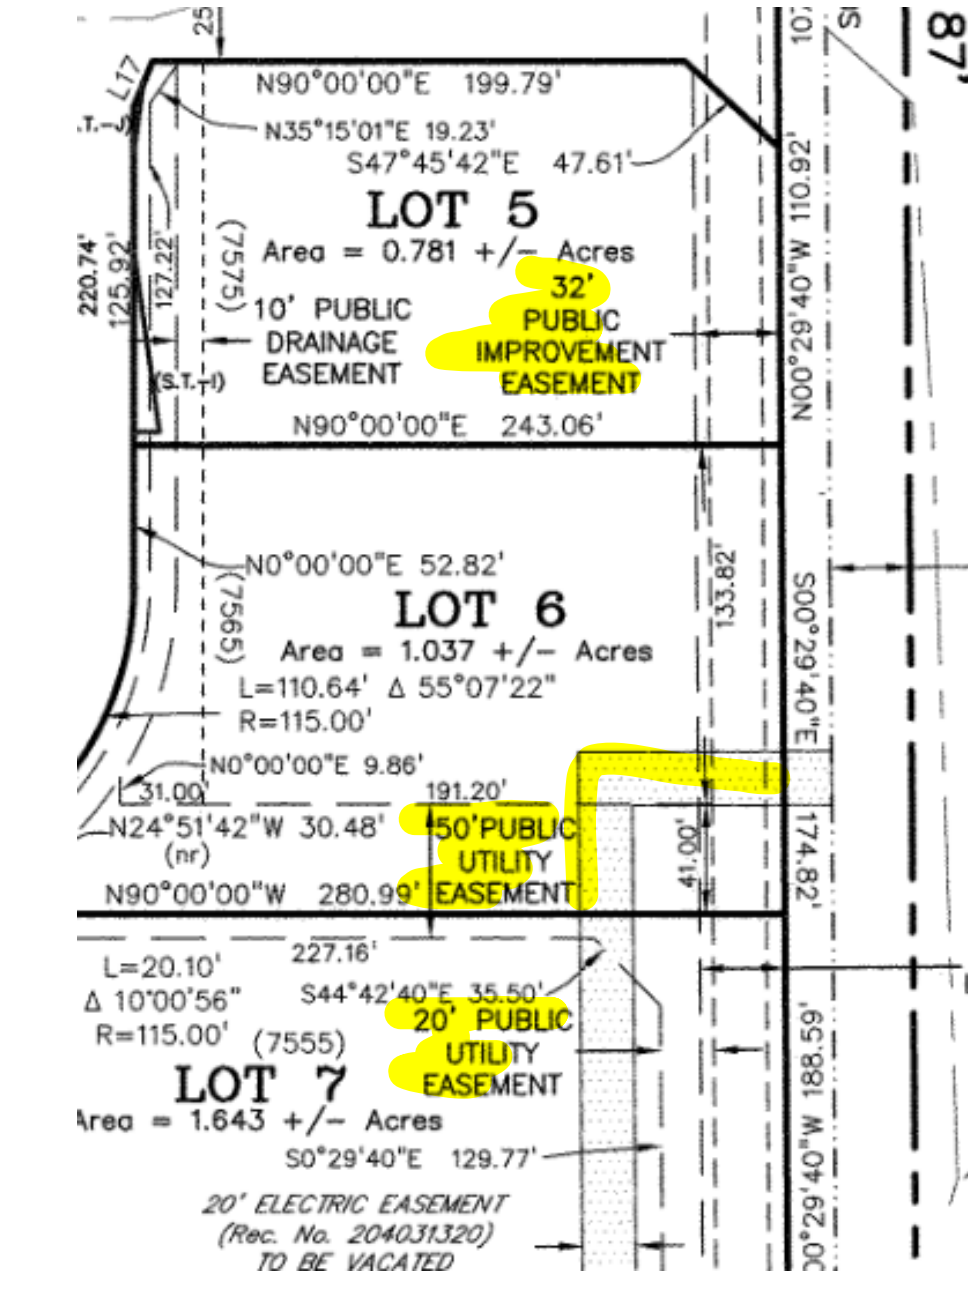 25
87'
107
L17
N90°00'00"E 199.79'
N35°15'01"E 19.23'
S47°45'42"E 47.61'
LOT 5
Area = 0.781 +/- Acres
32'
PUBLIC
IMPROVEMENT
EASEMENT
10' PUBLIC
DRAINAGE
EASEMENT
(7575)
220.74'
125.92'
127.22'
(S.T.-I)
N00°29'40"W 110.92'
N90°00'00"E 243.06'
N0°00'00"E 52.82'
(7565)
LOT 6
Area = 1.037 +/- Acres
L=110.64' Δ 55°07'22"
R=115.00'
133.82'
S00°29'40"E 174.82'
N0°00'00"E 9.86'
31.00'
191.20'
N24°51'42"W 30.48'
(nr)
50'PUBLIC
UTILITY
EASEMENT
41.00'
N90°00'00"W 280.99'
227.16'
L=20.10'
Δ 10°00'56"
R=115.00'
S44°42'40"E 35.50'
20' PUBLIC
UTILITY
EASEMENT
(7555)
LOT 7
Area = 1.643 +/- Acres
S0°29'40"E 129.77'
00°29'40"W 188.59'
20' ELECTRIC EASEMENT
(Rec. No. 204031320)
TO BE VACATED